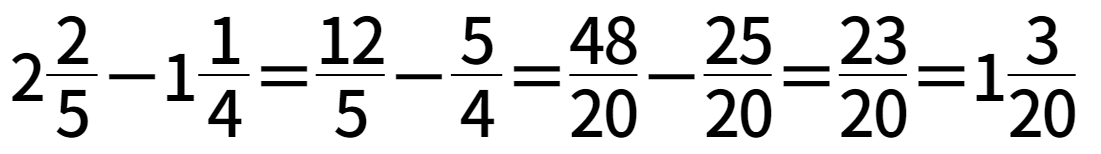 2 2/5 − 1 1/4 = 12/5 − 5/4 = 48/20 − 25/20 = 23/20 = 1 3/20